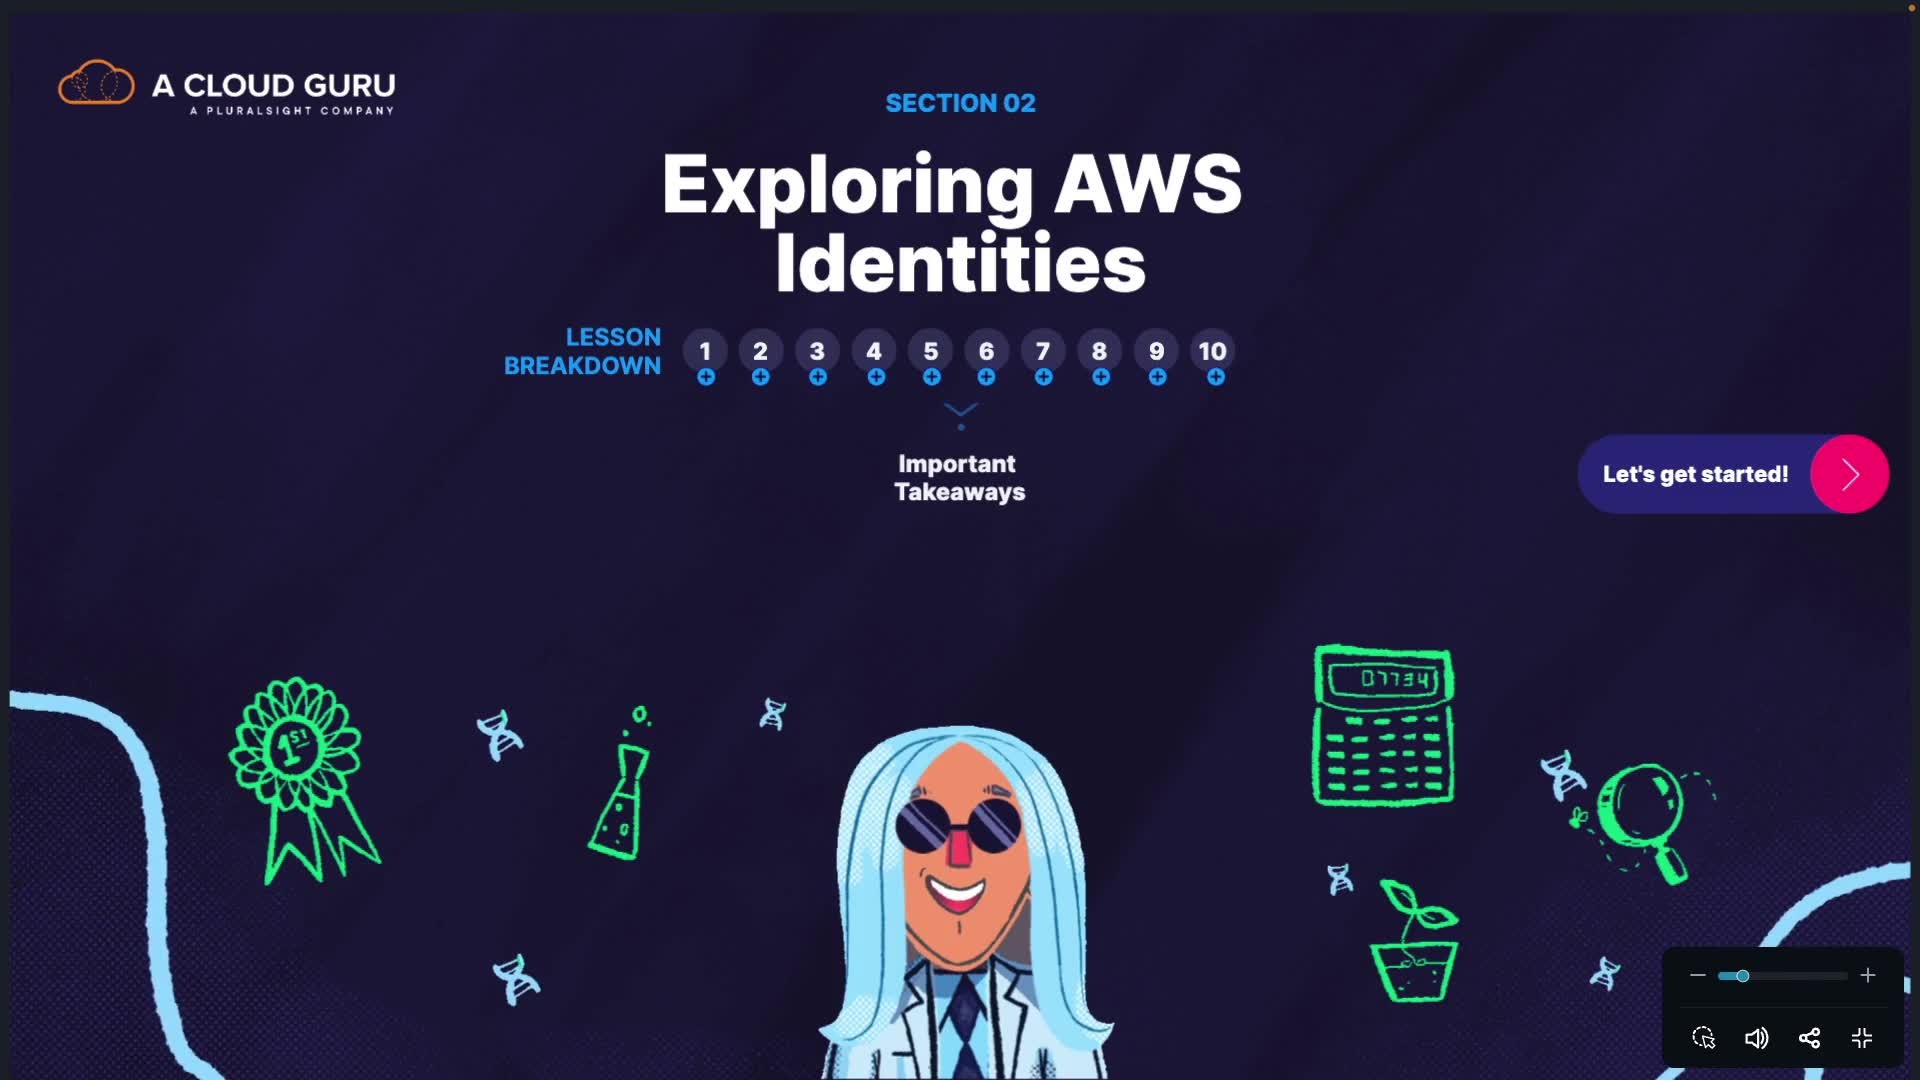 A CLOUD GURU
A PLURALSIGHT COMPANY
SECTION 02
Exploring AWS
Identities
LESSON
BREAKDOWN
1 2 3 4 5 6 7 8 9 10
Important
Takeaways
Let's get started!
1ST
07734